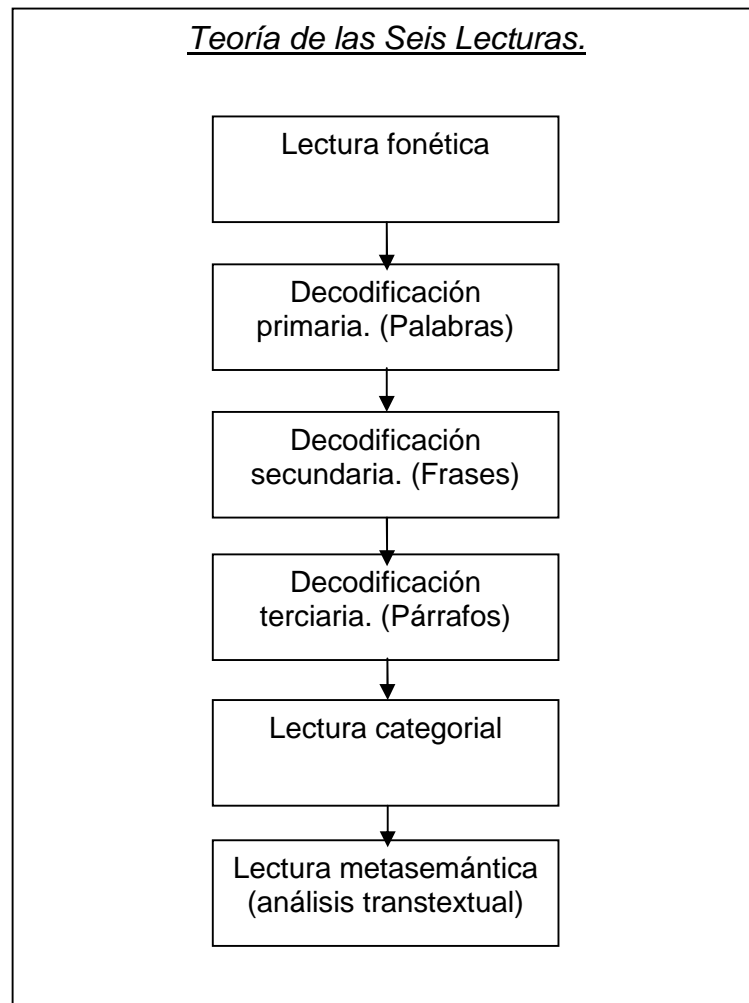 Teoría de las Seis Lecturas.
Lectura fonética
Decodificación
primaria. (Palabras)
Decodificación
secundaria. (Frases)
Decodificación
terciaria. (Párrafos)
Lectura categorial
Lectura metasemántica
(análisis transtextual)